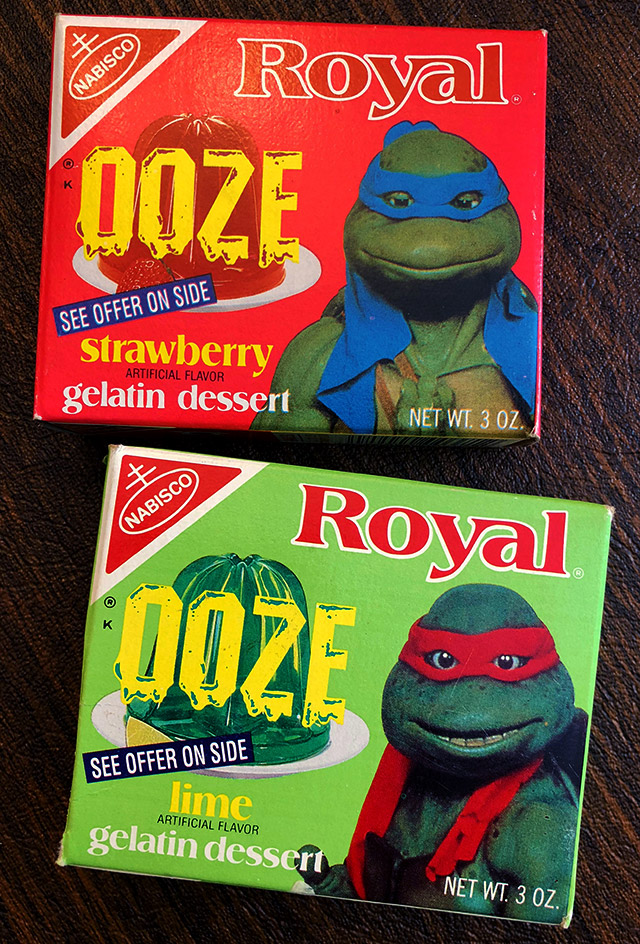 NABISCO
Royal®
® OOZE
K
SEE OFFER ON SIDE
strawberry
ARTIFICIAL FLAVOR
gelatin dessert
NET WT. 3 OZ.
NABISCO
Royal®
® OOZE
K
SEE OFFER ON SIDE
lime
ARTIFICIAL FLAVOR
gelatin dessert
NET WT. 3 OZ.